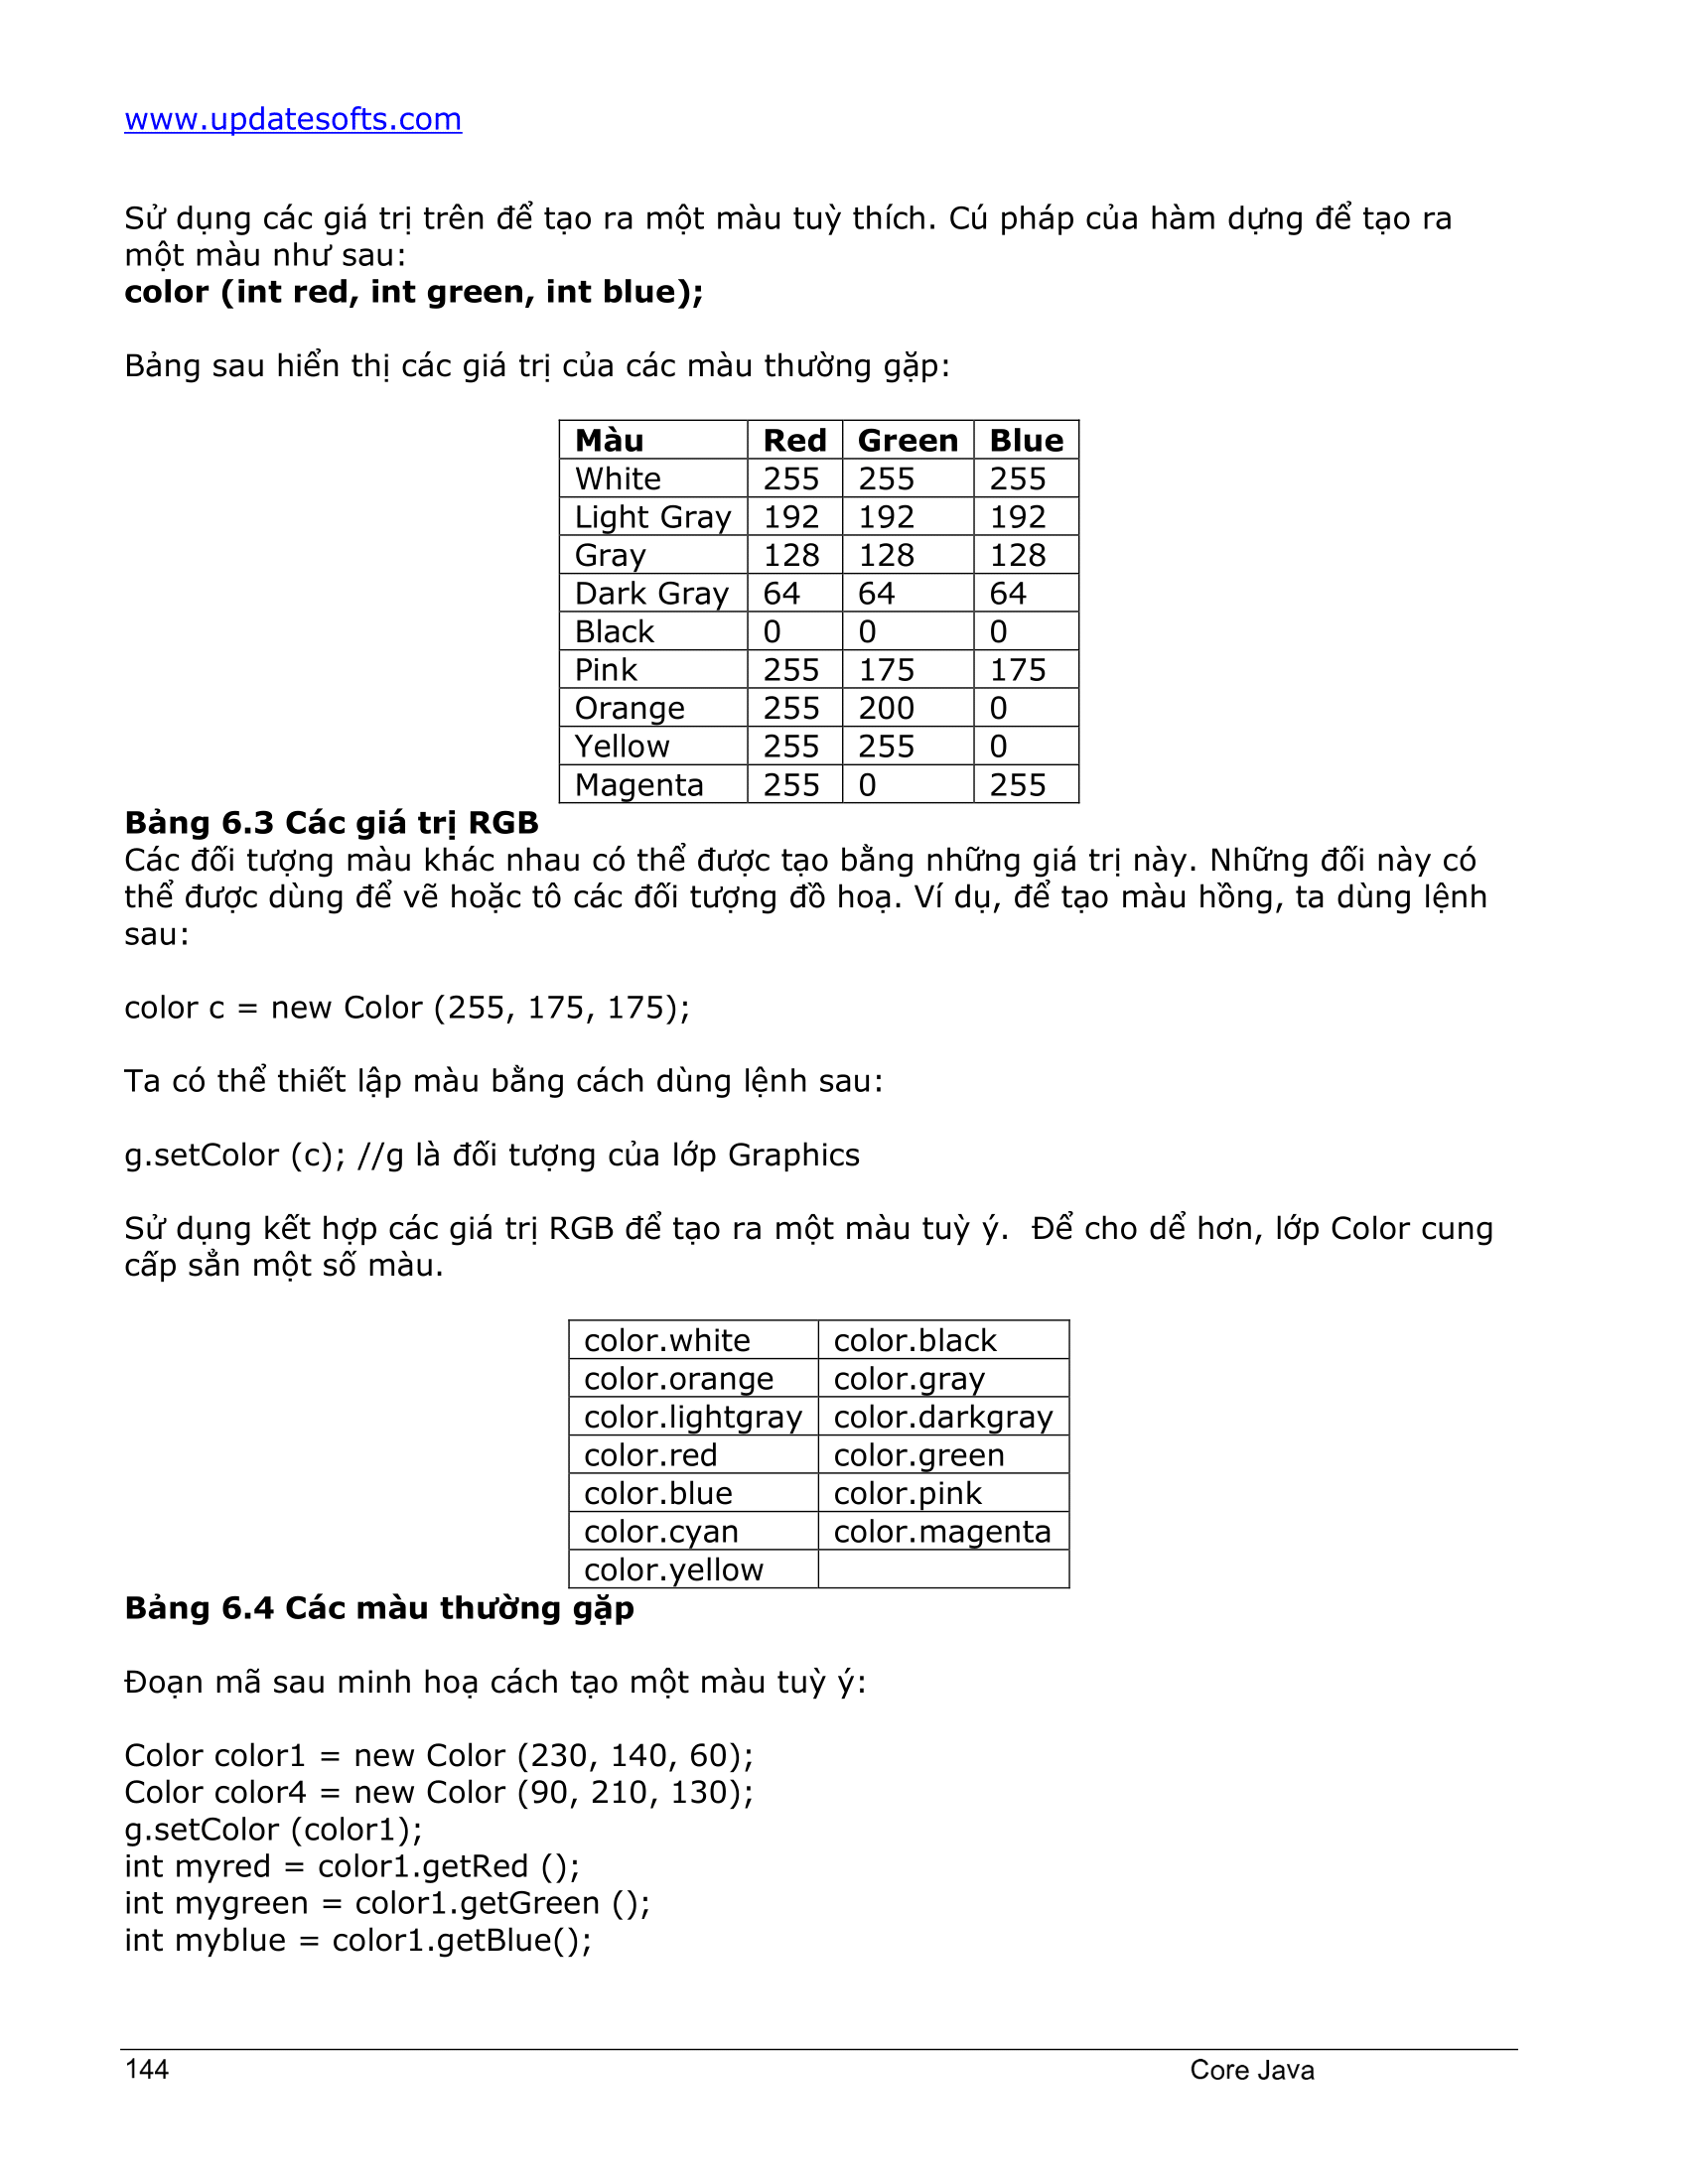 www.updatesofts.com
Sử dụng các giá trị trên để tạo ra một màu tuỳ thích. Cú pháp của hàm dựng để tạo ra
một màu như sau:
color (int red, int green, int blue);
Bảng sau hiển thị các giá trị của các màu thường gặp:
Màu Red Green Blue
White 255 255 255
Light Gray 192 192 192
Gray 128 128 128
Dark Gray 64 64 64
Black 0 0 0
Pink 255 175 175
Orange 255 200 0
Yellow 255 255 0
Magenta 255 0 255
Bảng 6.3 Các giá trị RGB
Các đối tượng màu khác nhau có thể được tạo bằng những giá trị này. Những đối này có
thể được dùng để vẽ hoặc tô các đối tượng đồ hoạ. Ví dụ, để tạo màu hồng, ta dùng lệnh
sau:
color c = new Color (255, 175, 175);
Ta có thể thiết lập màu bằng cách dùng lệnh sau:
g.setColor (c); //g là đối tượng của lớp Graphics
Sử dụng kết hợp các giá trị RGB để tạo ra một màu tuỳ ý.  Để cho dể hơn, lớp Color cung
cấp sẳn một số màu.
color.white color.black
color.orange color.gray
color.lightgray color.darkgray
color.red color.green
color.blue color.pink
color.cyan color.magenta
color.yellow
Bảng 6.4 Các màu thường gặp
Đoạn mã sau minh hoạ cách tạo một màu tuỳ ý:
Color color1 = new Color (230, 140, 60);
Color color4 = new Color (90, 210, 130);
g.setColor (color1);
int myred = color1.getRed ();
int mygreen = color1.getGreen ();
int myblue = color1.getBlue();
144 Core Java